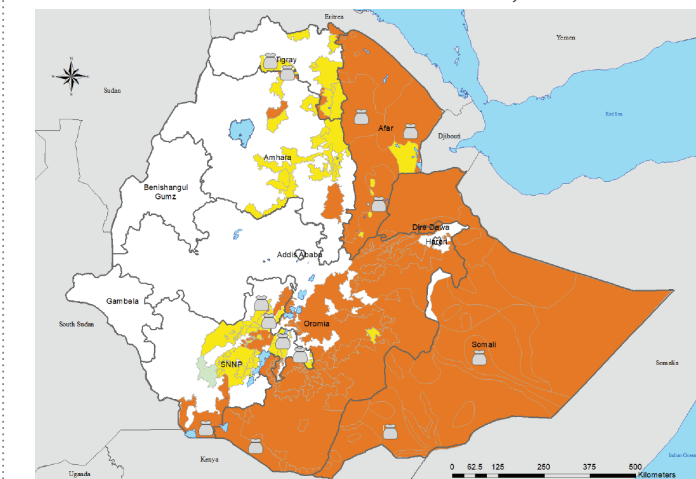 Eritrea
Yemen
Tigray
Sudan
Red Sea
Afar
Djibouti
Amhara
Benishangul
Gumz
Dire Dawa
Harari
Addis Ababa
Gambela
Oromia
South Sudan
Somali
SNNP
Somalia
Indian Ocean
Kenya
0 62.5 125 250 375 500
Kilometers
Uganda